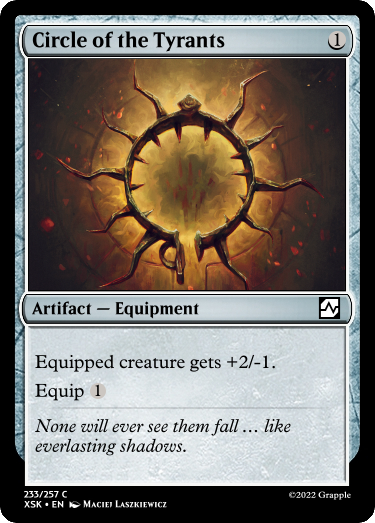 Circle of the Tyrants 1
Artifact — Equipment
Equipped creature gets +2/-1.
Equip 1
None will ever see them fall … like
everlasting shadows.
233/257 C
XSK • EN Maciej Laszkiewicz
©2022 Grapple